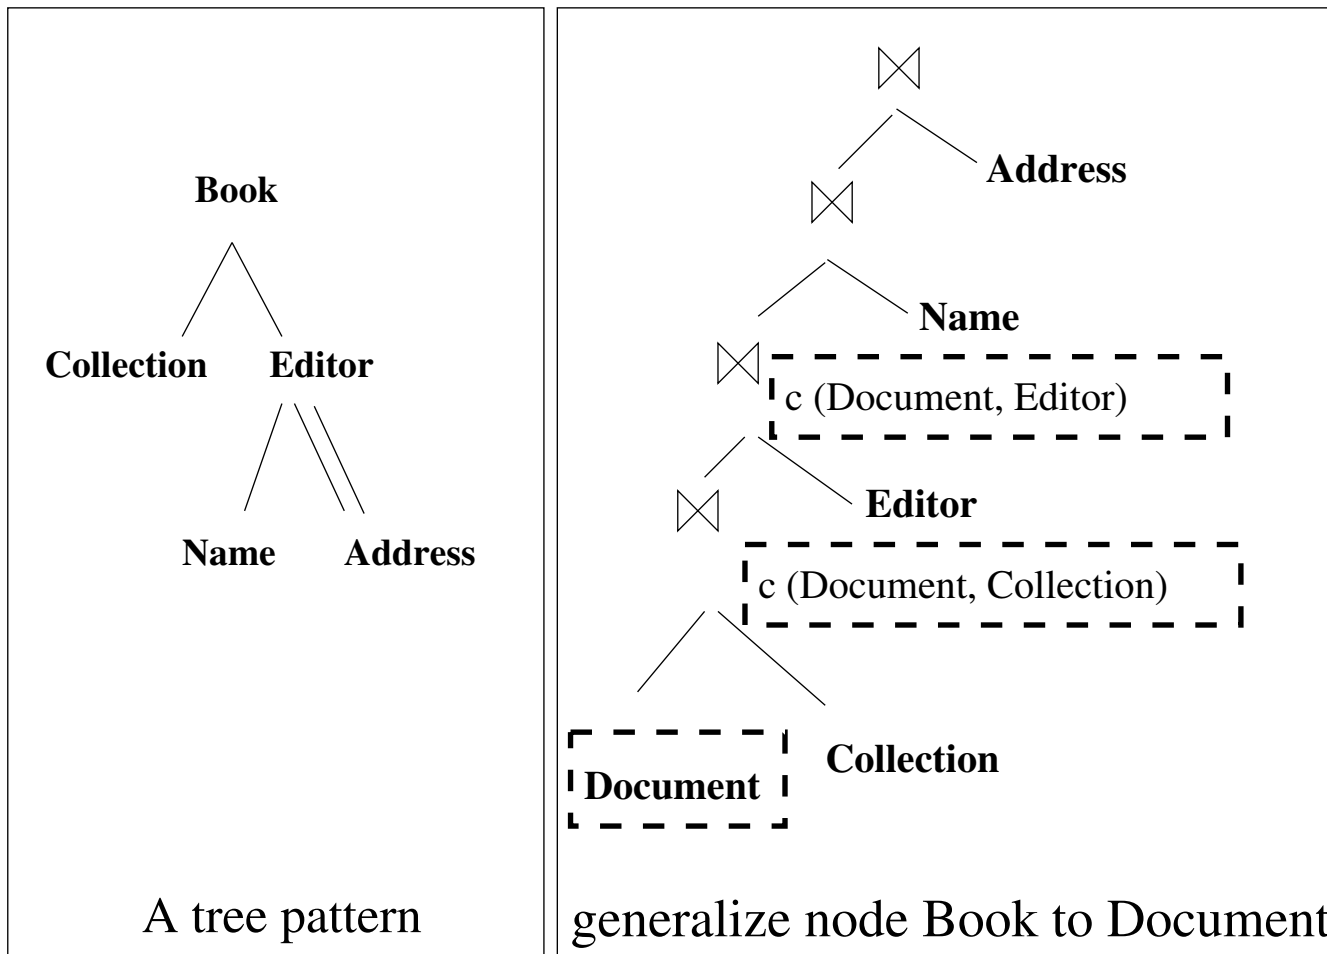 Book
Collection Editor
Name Address
A tree pattern
Address
Name
c (Document, Editor)
Editor
c (Document, Collection)
Collection
Document
generalize node Book to Document